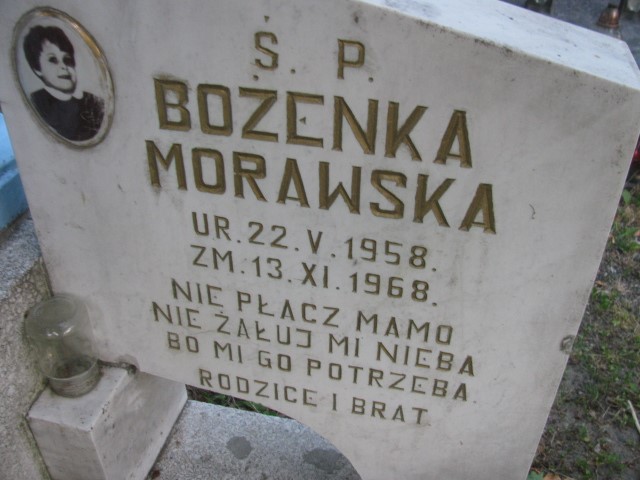 Ś. P.
BOŻENKA
MORAWSKA
UR. 22. V. 1958.
ZM. 13. XI. 1968.
NIE PŁACZ MAMO
NIE ŻAŁUJ MI NIEBA
BO MI GO POTRZEBA.
RODZICE I BRAT